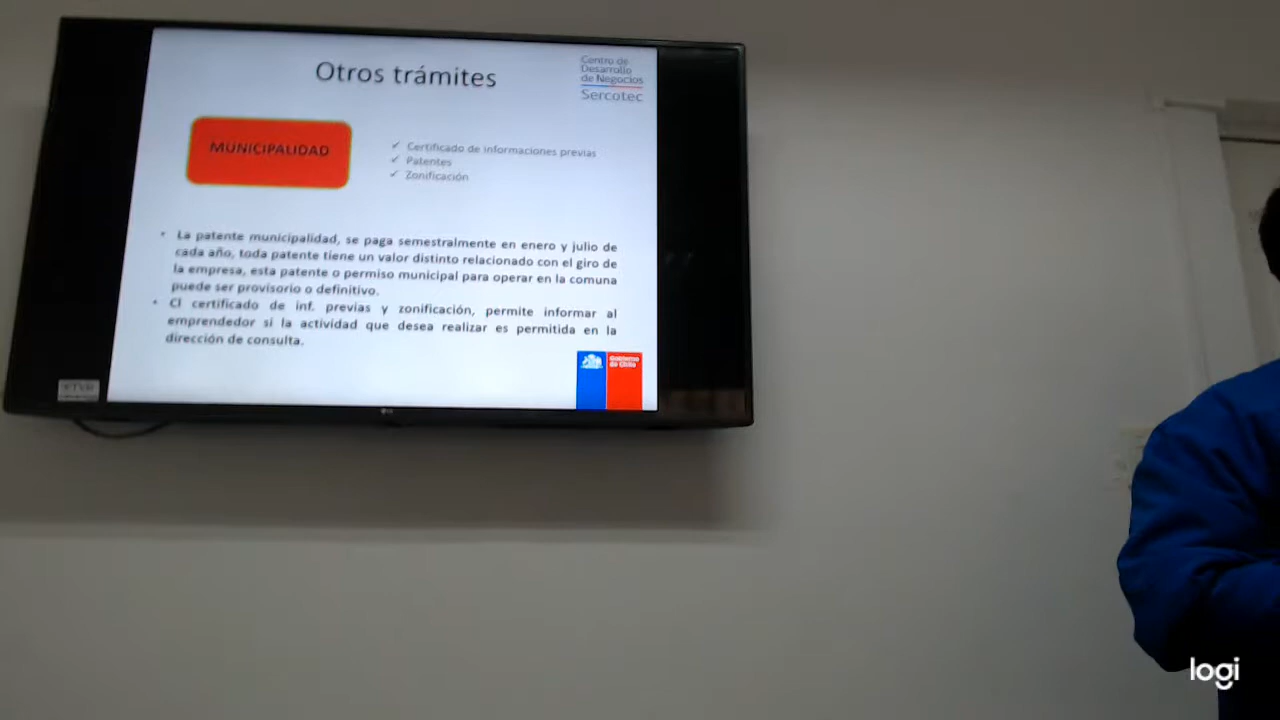 Otros trámites
Centro de
Desarrollo
de Negocios
Sercotec
MUNICIPALIDAD
✓ Certificado de informaciones previas
✓ Patentes
✓ Zonificación
• La patente municipalidad, se paga semestralmente en enero y julio de
cada año, toda patente tiene un valor distinto relacionado con el giro de
la empresa, esta patente o permiso municipal para operar en la comuna
puede ser provisorio o definitivo.
• Cl certificado de inf. previas y zonificación, permite informar al
emprendedor si la actividad que desea realizar es permitida en la
dirección de consulta.
Gobierno
de Chile
LG
logi